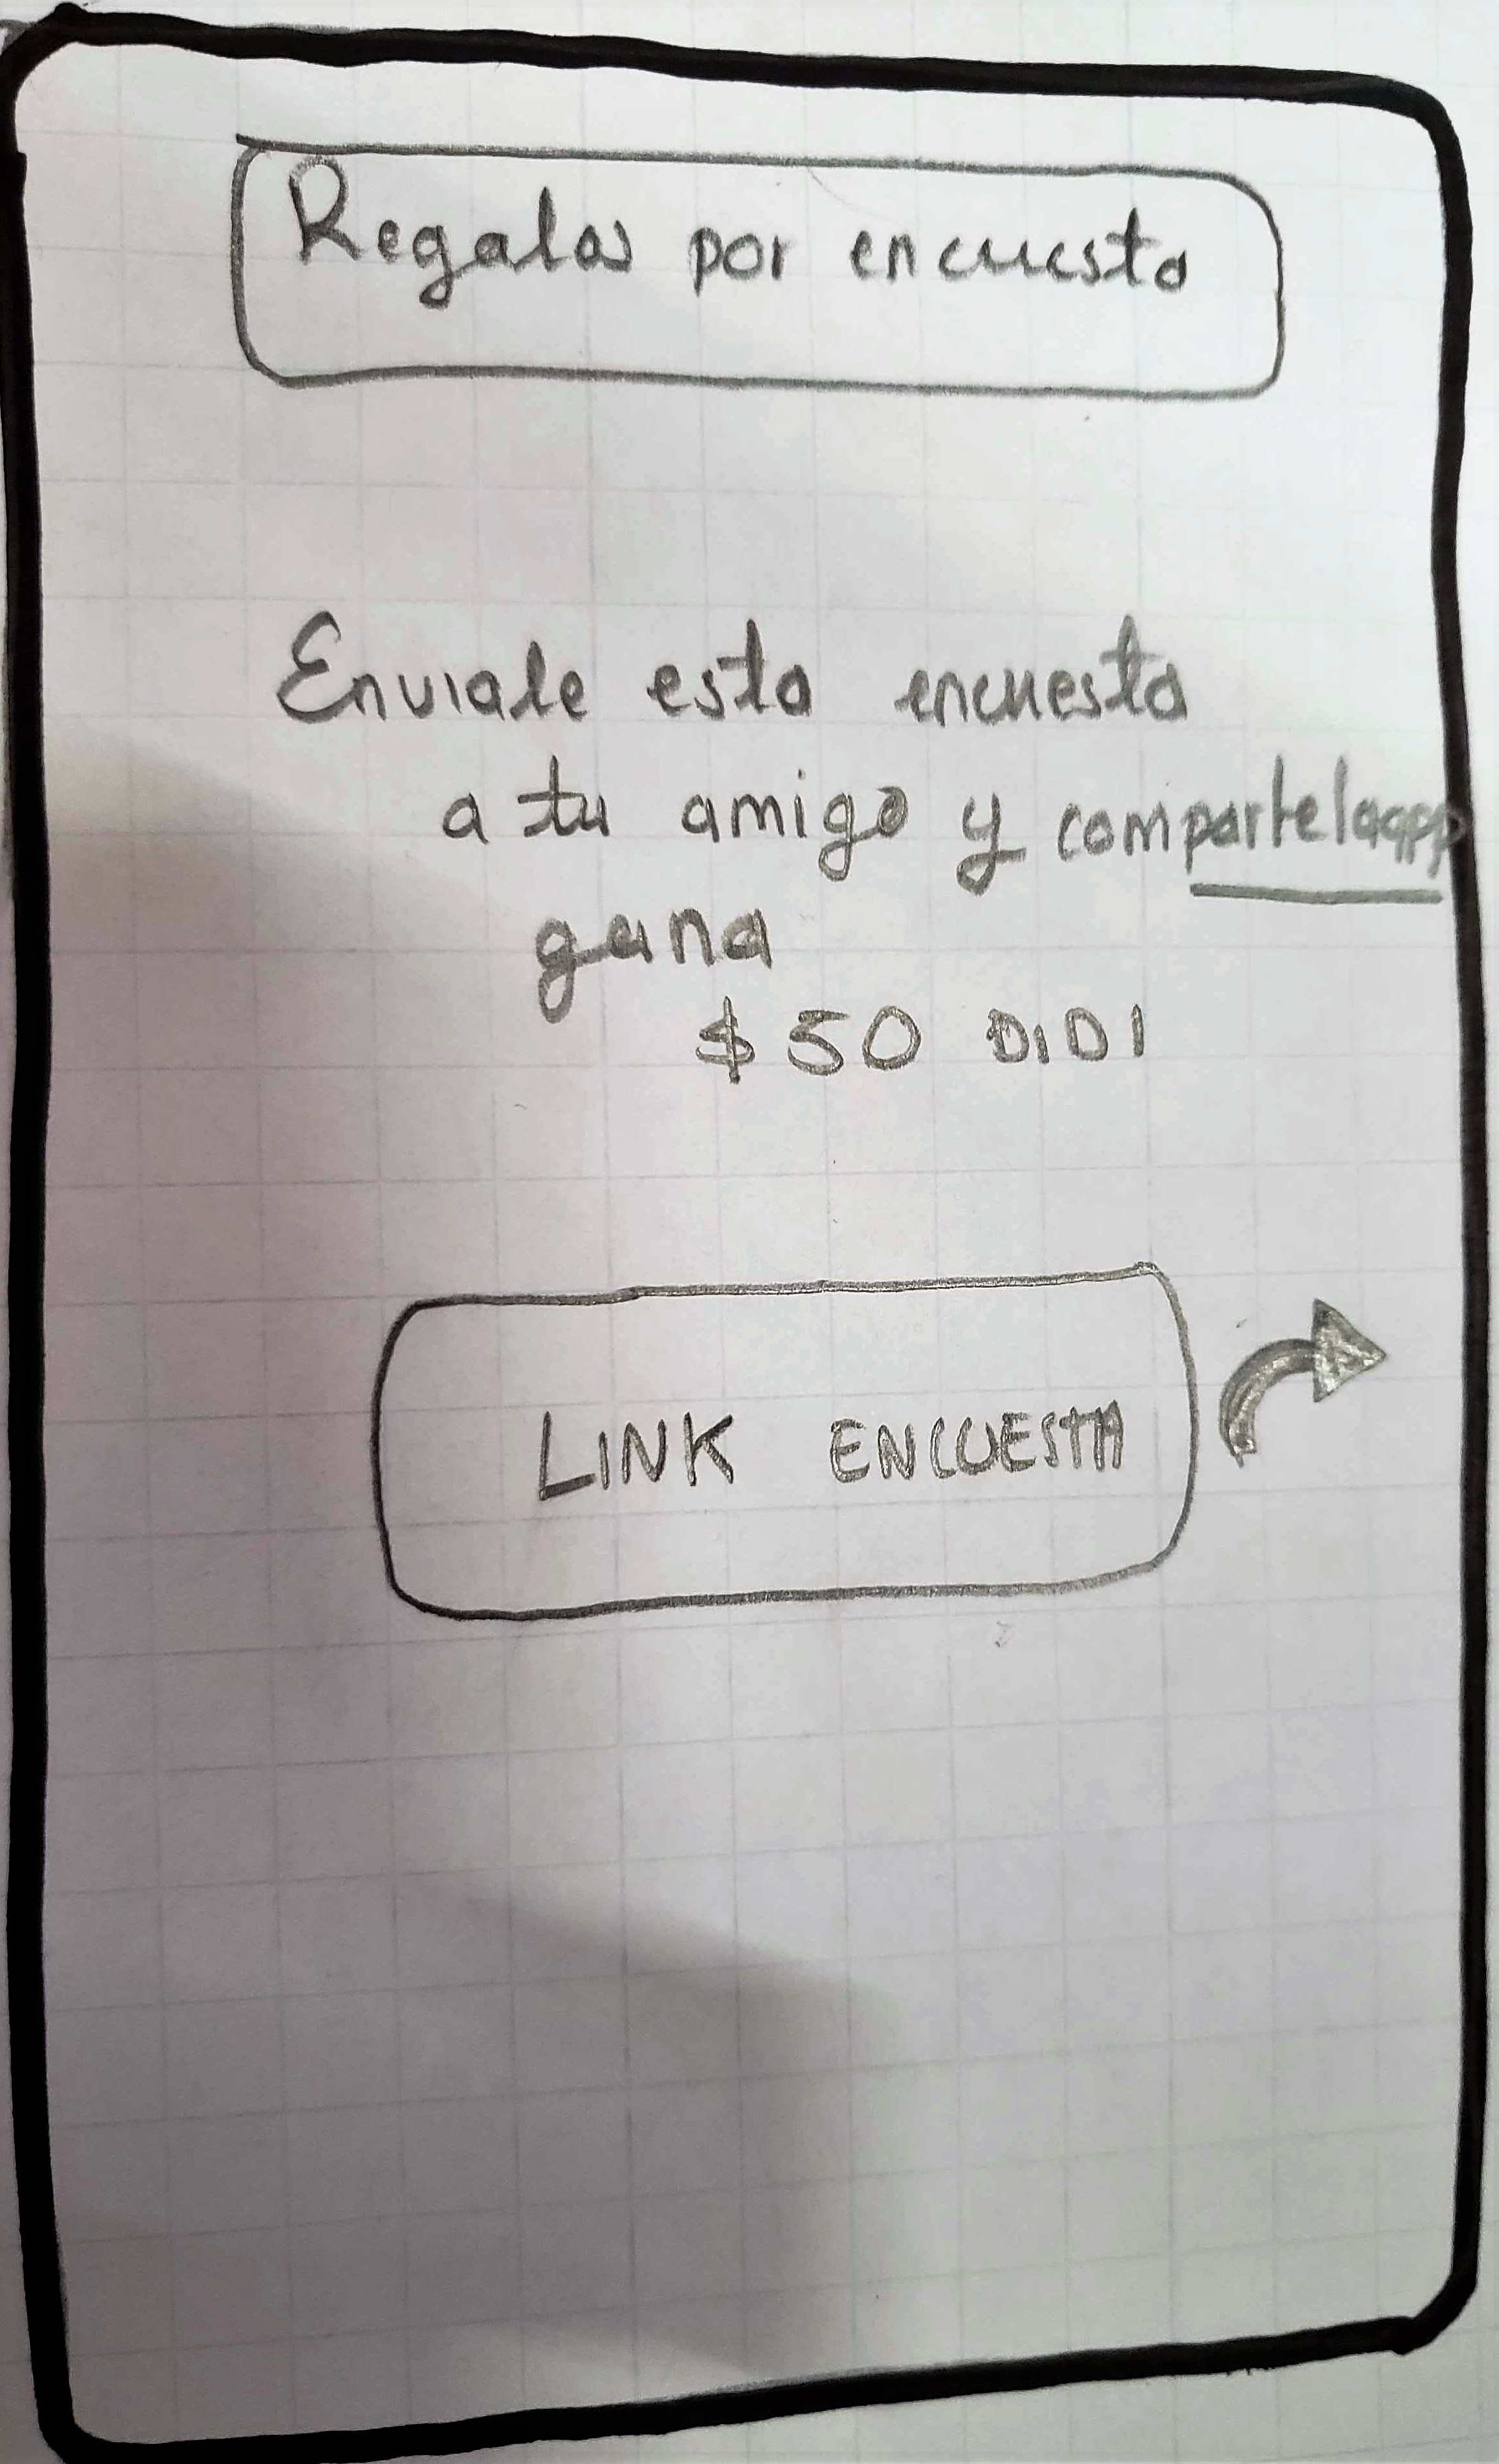 Regalos por encuesta
Enviale esta encuesta
a tu amigo y compartelaapp
gana
$50 DIDI
LINK ENCUESTA